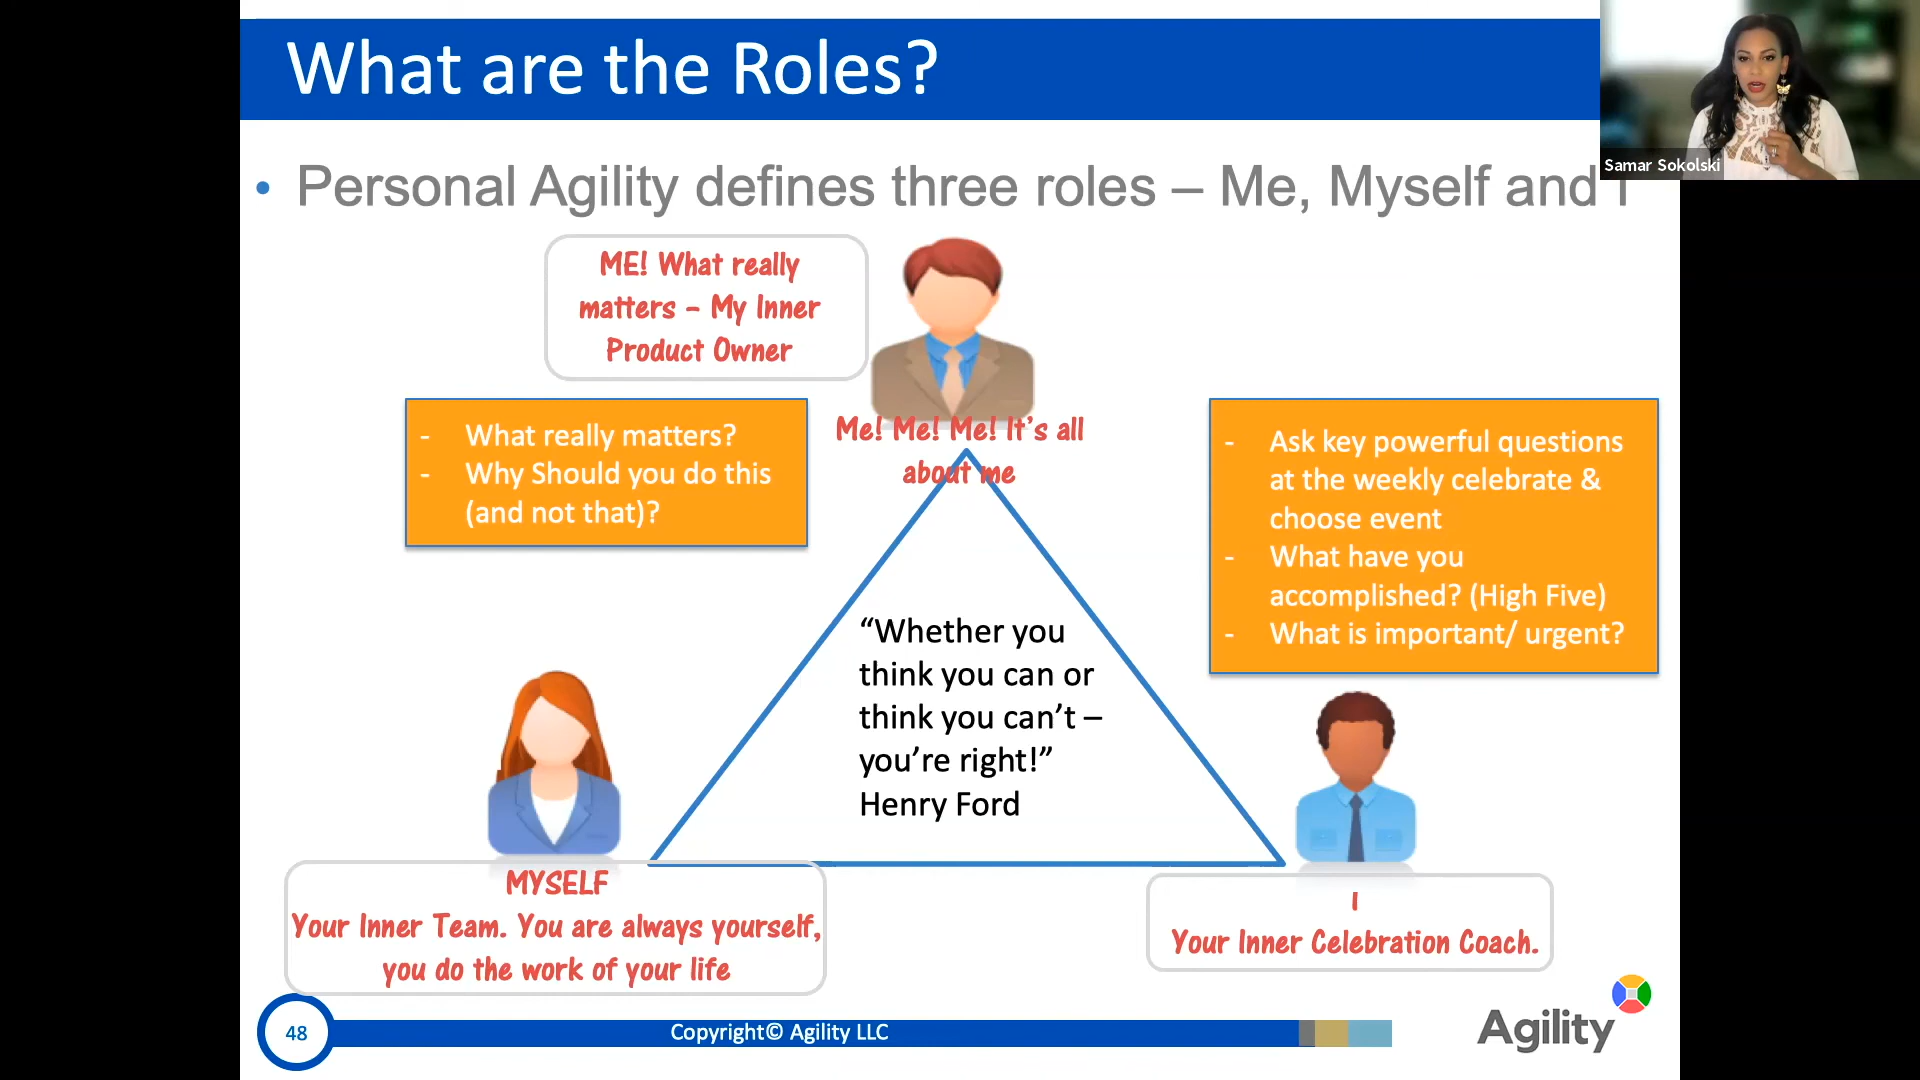 What are the Roles?
Samar Sokolski
• Personal Agility defines three roles – Me, Myself and I
ME! What really
matters – My Inner
Product Owner
Me! Me! Me! It's all
about me
- What really matters?
- Why Should you do this
(and not that)?
- Ask key powerful questions
at the weekly celebrate &
choose event
- What have you
accomplished? (High Five)
- What is important/ urgent?
“Whether you
think you can or
think you can’t –
you’re right!”
Henry Ford
MYSELF
Your Inner Team. You are always yourself,
you do the work of your life
I
Your Inner Celebration Coach.
48
Copyright© Agility LLC
Agility